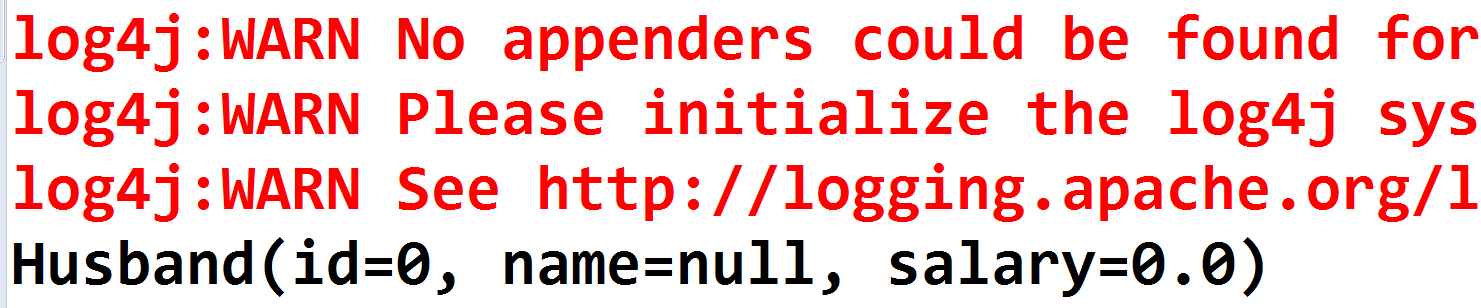 log4j:WARN No appenders could be found for
log4j:WARN Please initialize the log4j sys
log4j:WARN See http://logging.apache.org/l
Husband(id=0, name=null, salary=0.0)